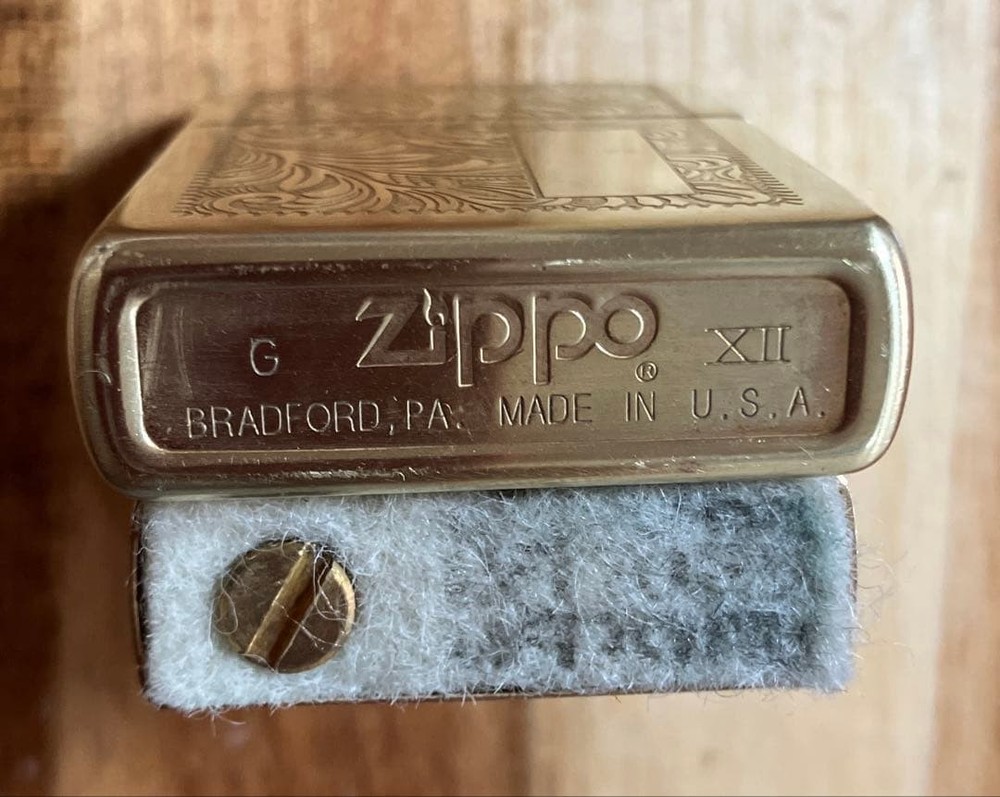 G Zippo® XII
BRADFORD, PA. MADE IN U.S.A.